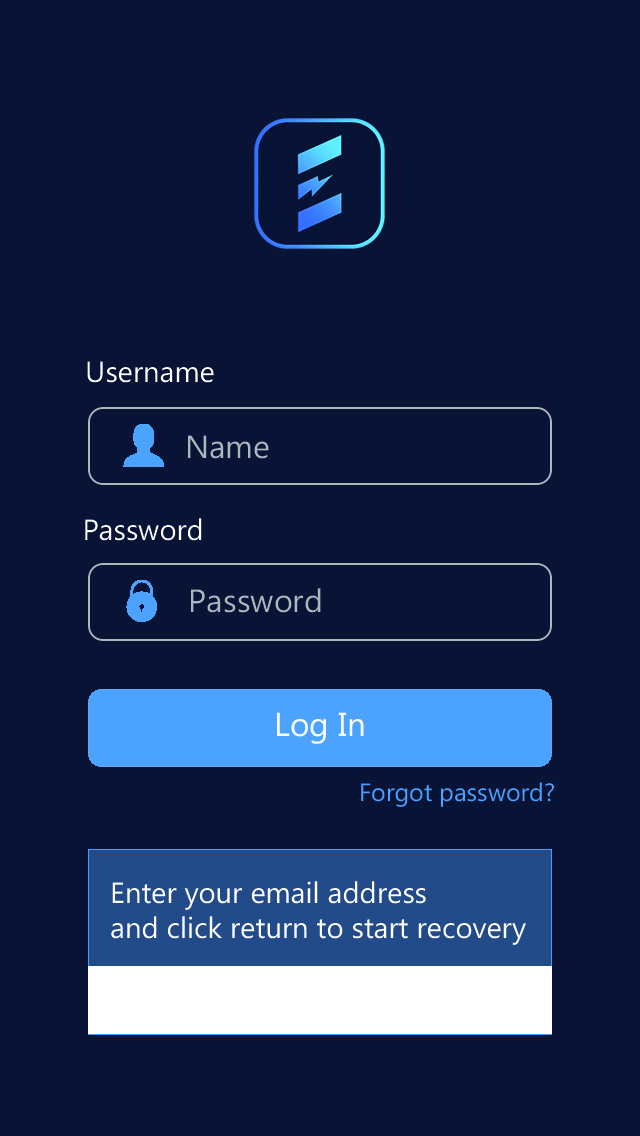 Username
Name
Password
Password
Log In
Forgot password?
Enter your email address
and click return to start recovery